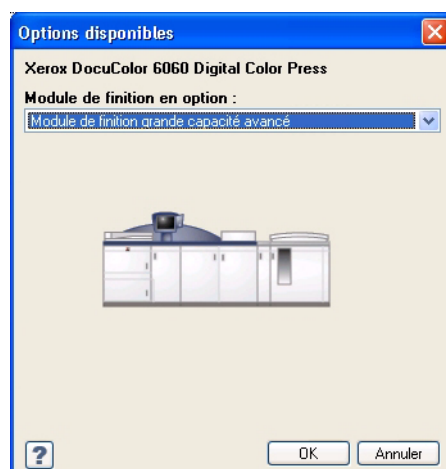 Options disponibles
Xerox DocuColor 6060 Digital Color Press
Module de finition en option :
Module de finition grande capacité avancé
?
OK Annuler